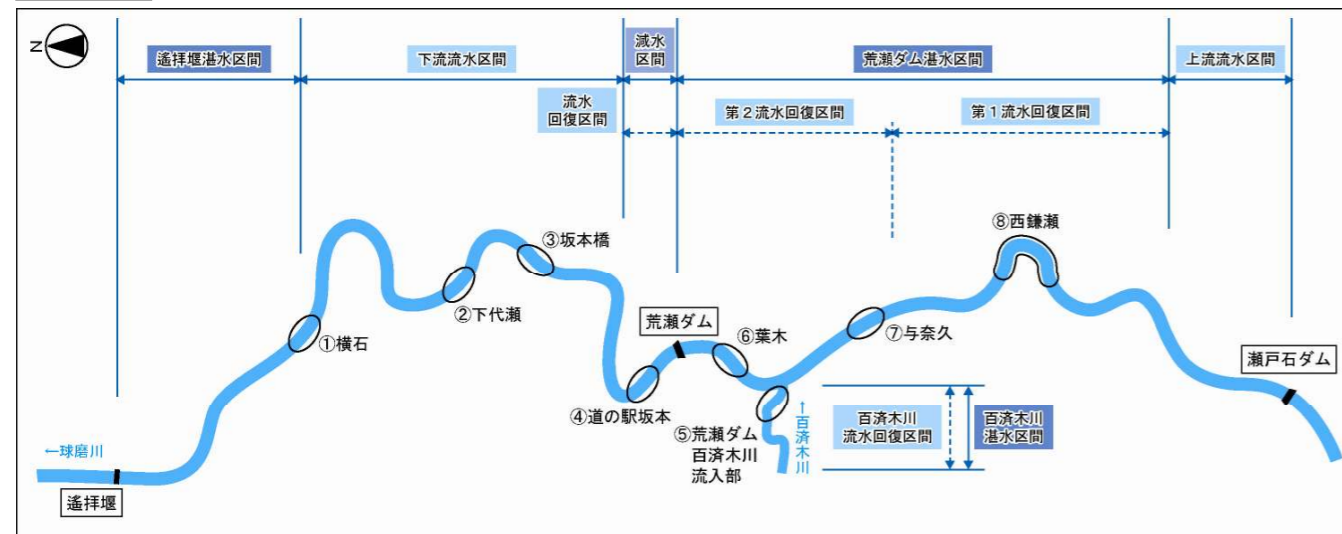 N
遙拝堰湛水区間
下流流水区間
減水
区間
荒瀬ダム湛水区間
上流流水区間
流水
回復区間
第２流水回復区間
第１流水回復区間
⑧西鎌瀬
③坂本橋
②下代瀬
①横石
荒瀬ダム
⑥葉木
⑦与奈久
瀬戸石ダム
④道の駅坂本
⑤荒瀬ダム
百済木川
流入部
↑百済木川
百済木川
流水回復区間
百済木川
湛水区間
←球磨川
遙拝堰